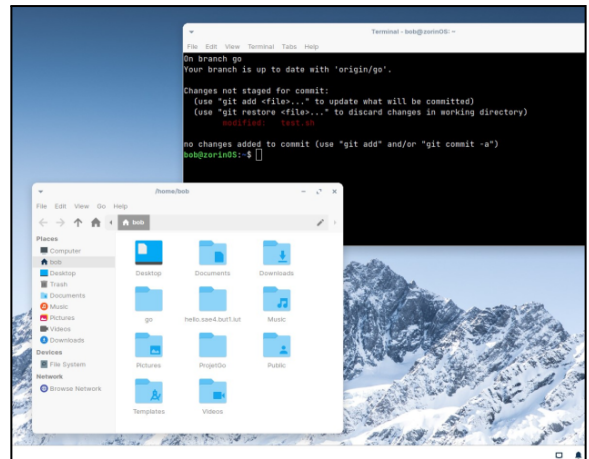 Terminal - bob@zorinOS: ~
File Edit View Terminal Tabs Help
On branch go
Your branch is up to date with 'origin/go'.
Changes not staged for commit:
(use "git add <file>..." to update what will be committed)
(use "git restore <file>..." to discard changes in working directory)
modified: test.sh
no changes added to commit (use "git add" and/or "git commit -a")
bob@zorinOS:~$
/home/bob
File Edit View Go Help
bob
Places
Computer
bob
Desktop
Trash
Documents
Music
Pictures
Videos
Downloads
Devices
File System
Network
Browse Network
Desktop Documents Downloads
go hello.sae4.but1.iut Music
Pictures ProjetGo Public
Templates Videos